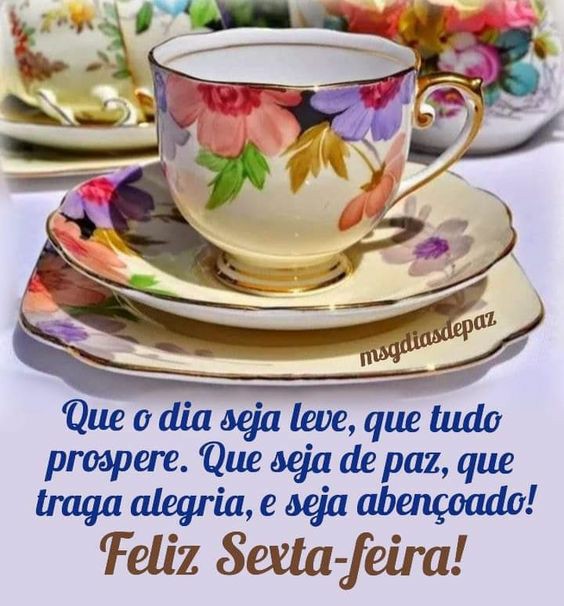 msgdiasdepaz
Que o dia seja leve, que tudo
prospere. Que seja de paz, que
traga alegria, e seja abençoado!
Feliz Sexta-feira!